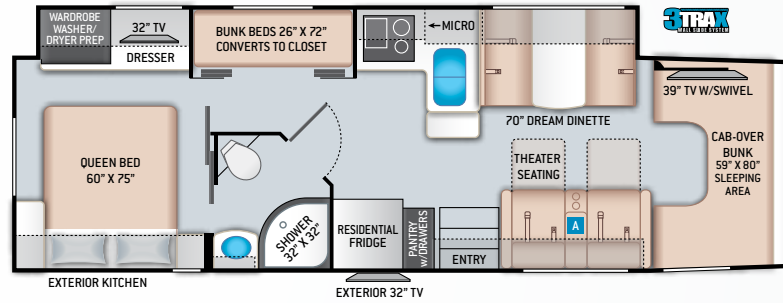 WARDROBE
WASHER/
DRYER PREP
32" TV
DRESSER
BUNK BEDS 26" X 72"
CONVERTS TO CLOSET
←MICRO
3TRAX
WALL SLIDE SYSTEM
39" TV W/SWIVEL
70" DREAM DINETTE
CAB-OVER
BUNK
59" X 80"
SLEEPING
AREA
THEATER
SEATING
QUEEN BED
60" X 75"
SHOWER
32" X 32"
RESIDENTIAL
FRIDGE
PANTRY
W/DRAWERS
ENTRY
A
EXTERIOR KITCHEN
EXTERIOR 32" TV